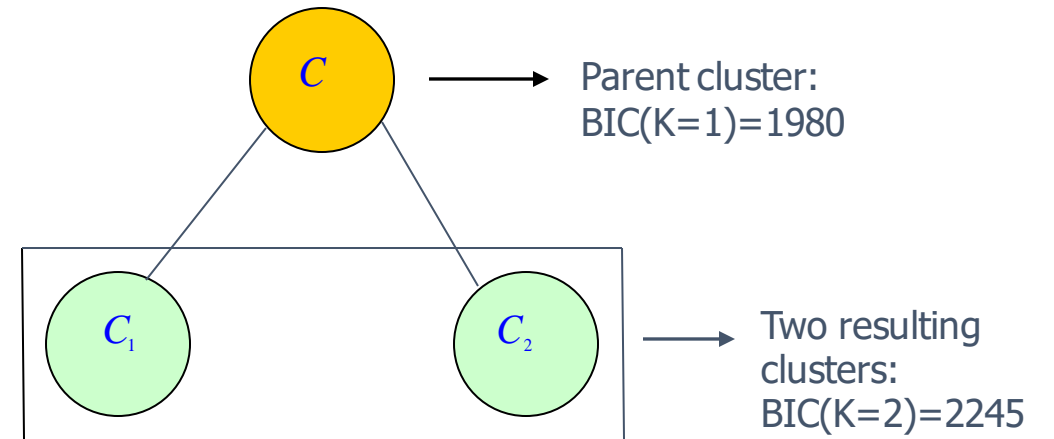 C
Parent cluster:
BIC(K=1)=1980
C₁
C₂
Two resulting
clusters:
BIC(K=2)=2245